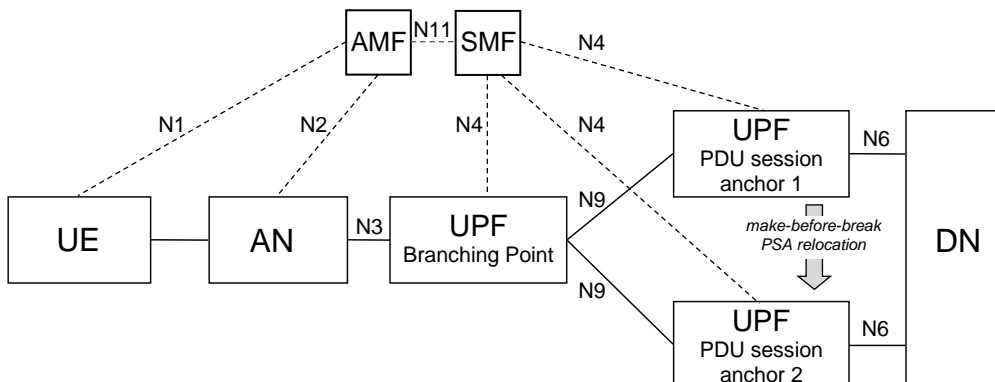 N11
AMF
SMF
N4
N1
N2
N4
N4
UPF
PDU session
anchor 1
N6
UE
AN
N3
UPF
Branching Point
N9
make-before-break
PSA relocation
DN
N9
UPF
PDU session
anchor 2
N6